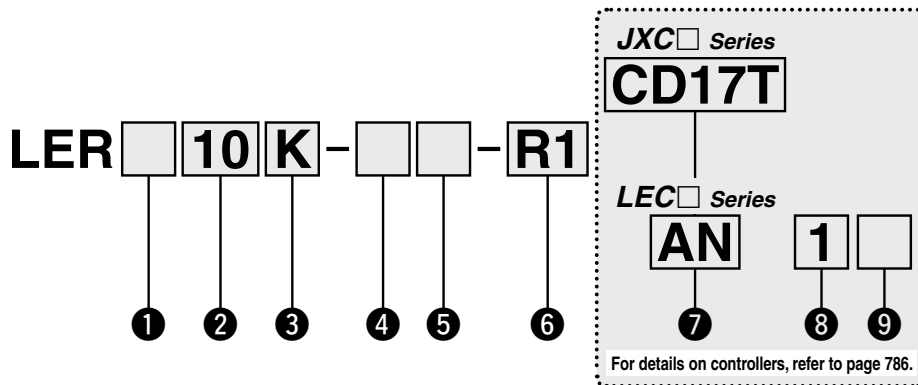 JXC□ Series
CD17T
LER□ 10 K - □ □ - R1
LEC□ Series
AN 1 □
❶ ❷ ❸ ❹ ❺ ❻ ❼ ❽ ❾
For details on controllers, refer to page 786.